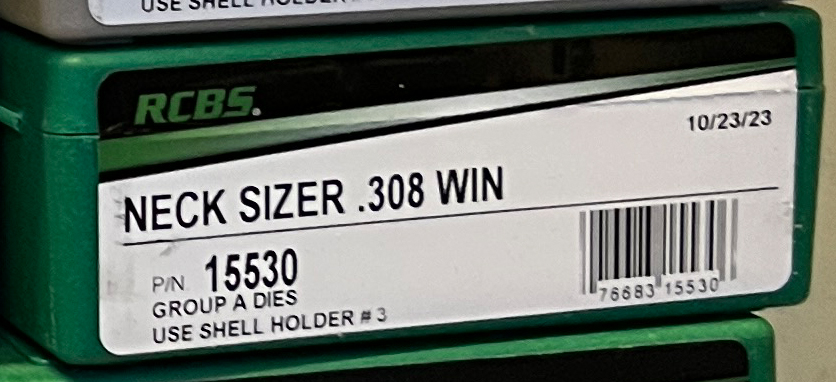 USE SHELL HOLDER
RCBS.
10/23/23
NECK SIZER .308 WIN
P/N 15530
GROUP A DIES
USE SHELL HOLDER # 3
76683 15530